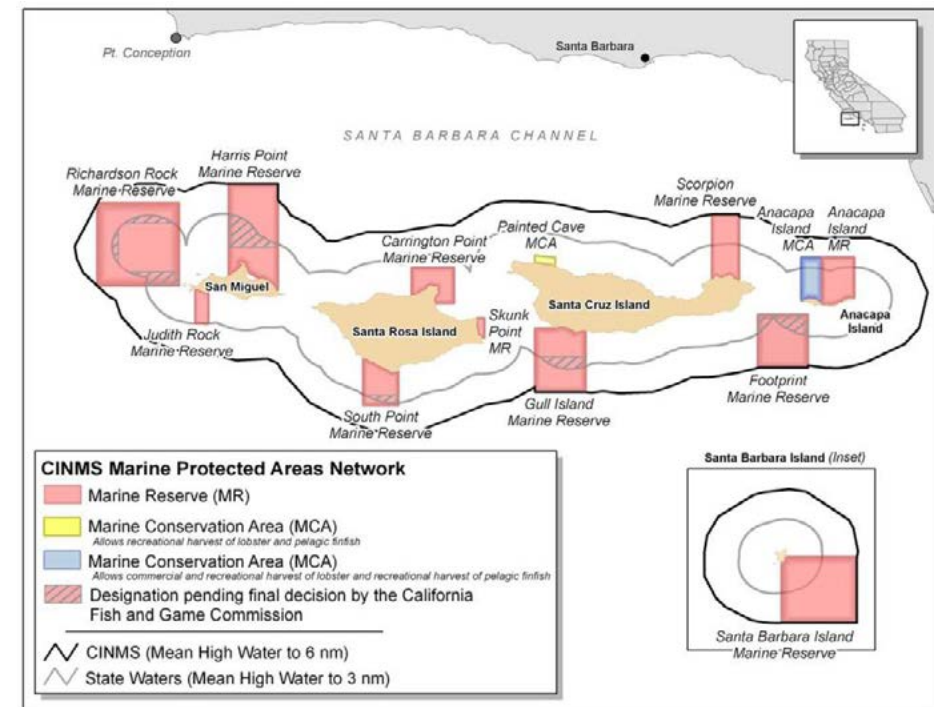 Pt. Conception
Santa Barbara
SANTA BARBARA CHANNEL
Richardson Rock
Marine Reserve
Harris Point
Marine Reserve
Scorpion
Marine Reserve
Painted Cave
MCA
Anacapa
Island
MCA
Anacapa
Island
MR
Carrington Point
Marine Reserve
San Miguel
Santa Cruz Island
Santa Rosa Island
Skunk
Point
MR
Anacapa
Island
Judith Rock
Marine Reserve
South Point
Marine Reserve
Gull Island
Marine Reserve
Footprint
Marine Reserve
CINMS Marine Protected Areas Network
Marine Reserve (MR)
Marine Conservation Area (MCA)
Allows recreational harvest of lobster and pelagic finfish
Marine Conservation Area (MCA)
Allows commercial and recreational harvest of lobster and recreational harvest of pelagic finfish
Designation pending final decision by the California
Fish and Game Commission
CINMS (Mean High Water to 6 nm)
State Waters (Mean High Water to 3 nm)
Santa Barbara Island (Inset)
Santa Barbara Island
Marine Reserve